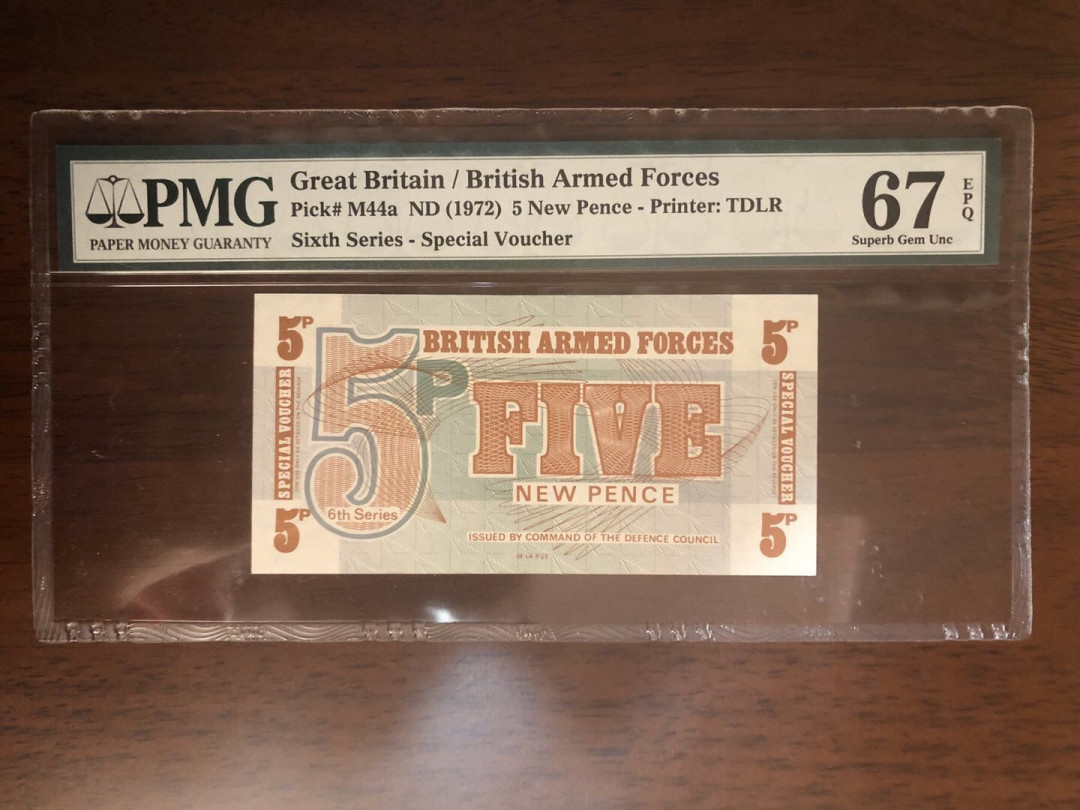 PMG
PAPER MONEY GUARANTY
Great Britain / British Armed Forces
Pick# M44a ND (1972) 5 New Pence - Printer: TDLR
Sixth Series - Special Voucher
67
EPQ
Superb Gem Unc
5P
BRITISH ARMED FORCES
5P
SPECIAL VOUCHER
5P
FIVE
SPECIAL VOUCHER
NEW PENCE
6th Series
5P
ISSUED BY COMMAND OF THE DEFENCE COUNCIL
5P
DE LA RUE